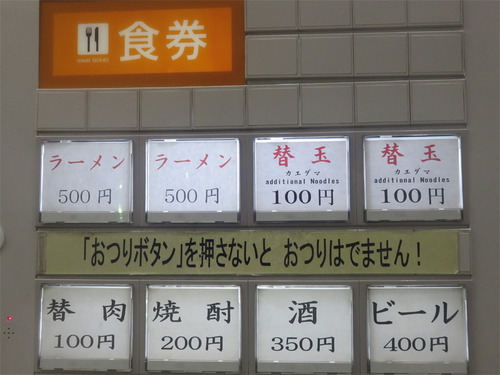 食券
ラーメン
500円
ラーメン
500円
替玉
カエダマ
additional Noodles
100円
替玉
カエダマ
additional Noodles
100円
「おつりボタン」を押さないと おつりはでません！
替肉
100円
焼酎
200円
酒
350円
ビール
400円